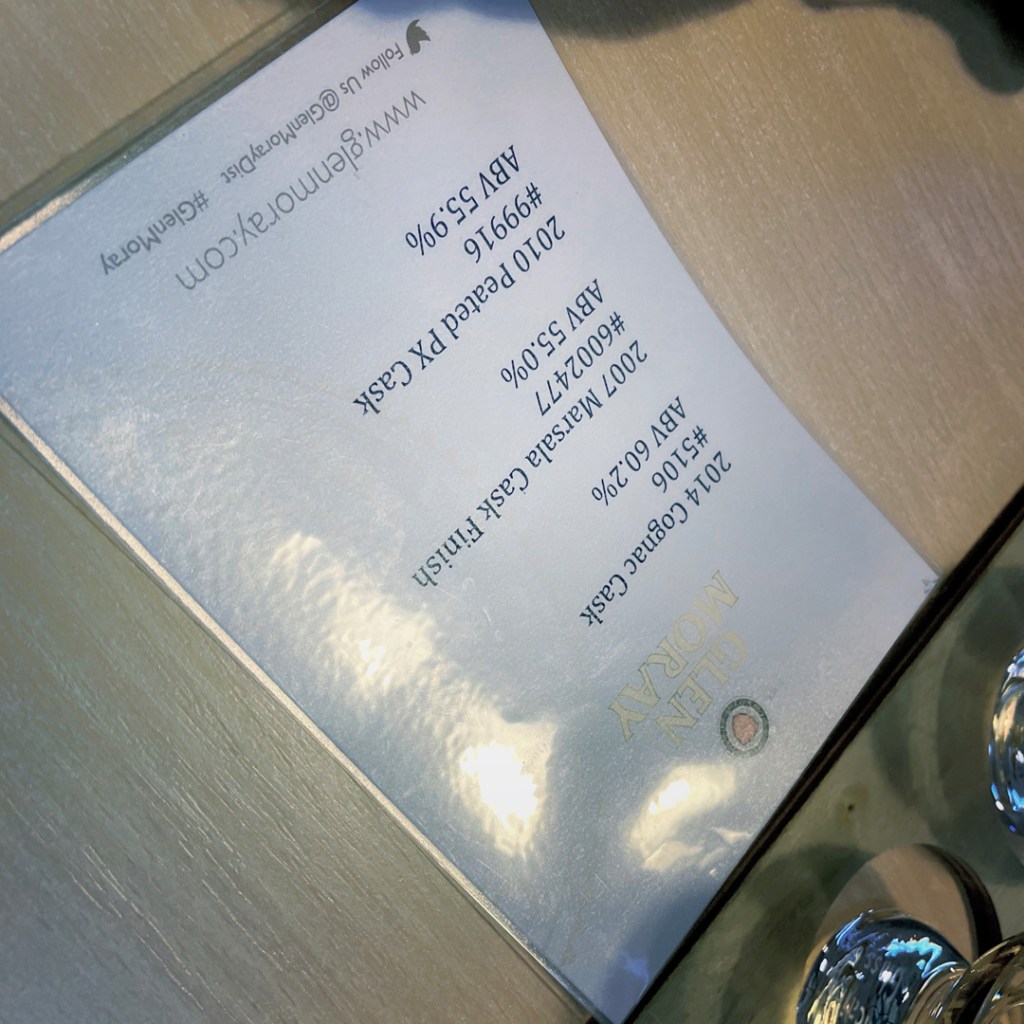 GLEN
MORAY
2014 Cognac Cask
#5106
ABV 60.2%
2007 Marsala Cask Finish
#6002477
ABV 55.0%
2010 Peated PX Cask
#99916
ABV 55.9%
www.glenmoray.com
Follow Us @GlenMorayDist #GlenMoray